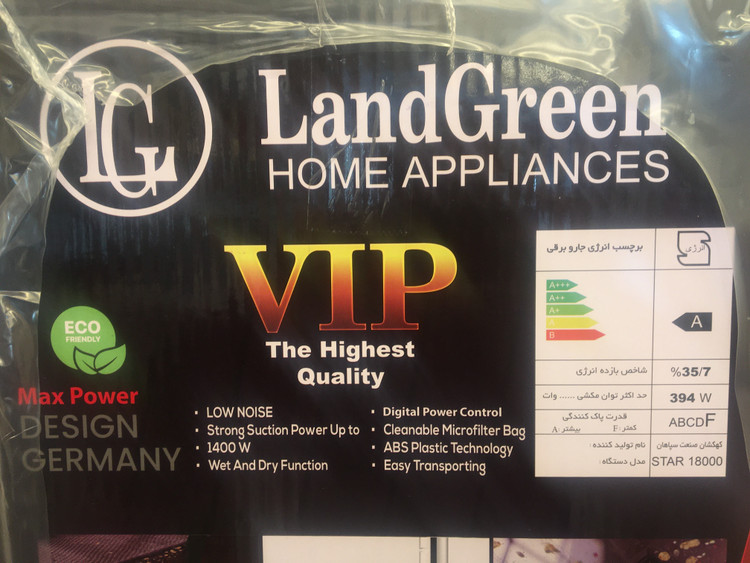 LG
LandGreen
HOME APPLIANCES
VIP
The Highest
Quality
ECO
FRIENDLY
Max Power
DESIGN
GERMANY
• LOW NOISE
• Strong Suction Power Up to
• 1400 W
• Wet And Dry Function
• Digital Power Control
• Cleanable Microfilter Bag
• ABS Plastic Technology
• Easy Transporting
برچسب انرژی جارو برقی
انرژی
A+++
A++
A+
A
B
A
شاخص بازده انرژی %35/7
حد اکثر توان مکشی ...... وات 394 W
قدرت پاک کنندگی ABCDF
کمتر: F بیشتر: A
نام تولید کننده: کهکشان صنعت سپاهان
مدل دستگاه: STAR 18000